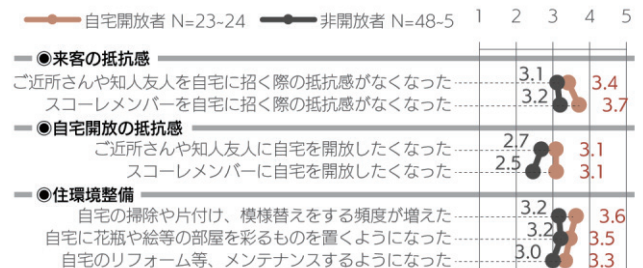 自宅開放者 N=23~24 非開放者 N=48~5 1 2 3 4 5
◉来客の抵抗感
ご近所さんや知人友人を自宅に招く際の抵抗感がなくなった 3.1 3.4
スコーレメンバーを自宅に招く際の抵抗感がなくなった 3.2 3.7
◉自宅開放の抵抗感
ご近所さんや知人友人に自宅を開放したくなった 2.7 3.1
スコーレメンバーに自宅を開放したくなった 2.5 3.1
◉住環境整備
自宅の掃除や片付け、模様替えをする頻度が増えた 3.2 3.6
自宅に花瓶や絵等の部屋を彩るものを置くようになった 3.2 3.5
自宅のリフォーム等、メンテナンスするようになった 3.0 3.3